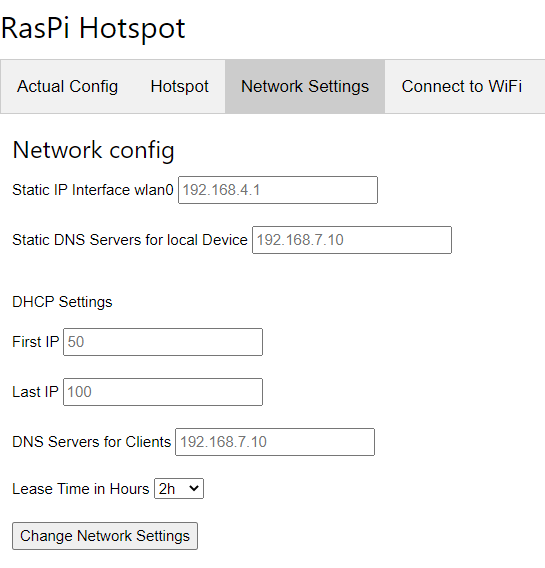 RasPi Hotspot
Actual Config Hotspot Network Settings Connect to WiFi
Network config
Static IP Interface wlan0 192.168.4.1
Static DNS Servers for local Device 192.168.7.10
DHCP Settings
First IP 50
Last IP 100
DNS Servers for Clients 192.168.7.10
Lease Time in Hours 2h
Change Network Settings